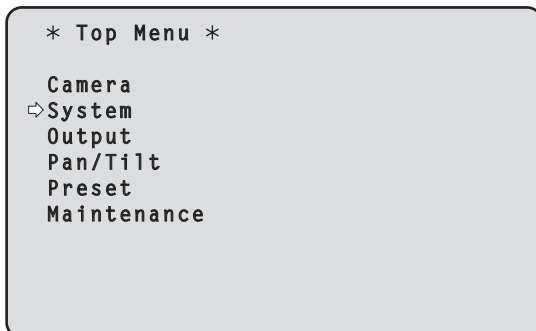 * Top Menu *
Camera
⇨System
Output
Pan/Tilt
Preset
Maintenance